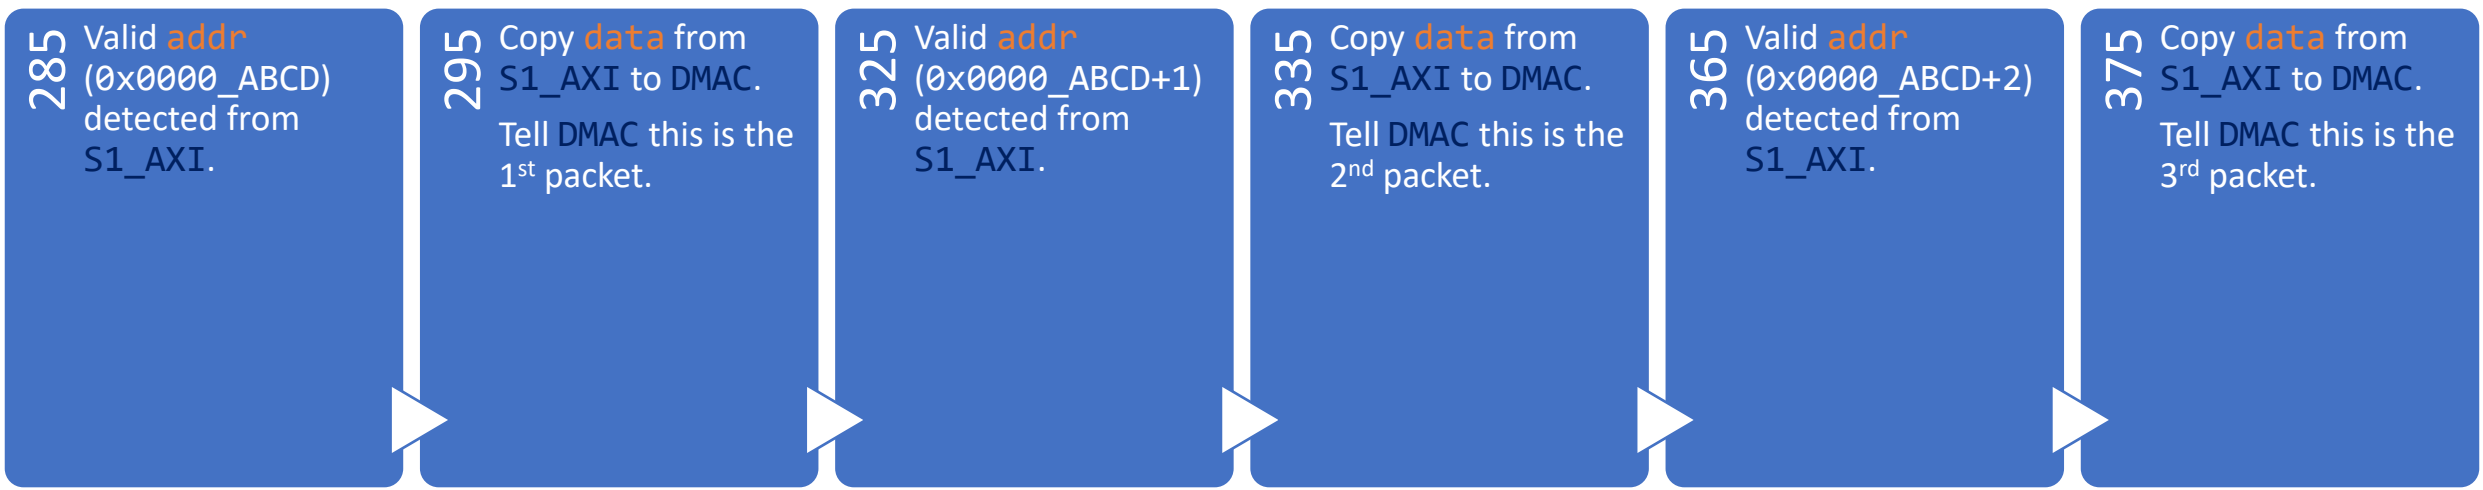 285
Valid addr
(0x0000_ABCD)
detected from
S1_AXI.
295
Copy data from
S1_AXI to DMAC.
Tell DMAC this is the
1st packet.
325
Valid addr
(0x0000_ABCD+1)
detected from
S1_AXI.
335
Copy data from
S1_AXI to DMAC.
Tell DMAC this is the
2nd packet.
365
Valid addr
(0x0000_ABCD+2)
detected from
S1_AXI.
375
Copy data from
S1_AXI to DMAC.
Tell DMAC this is the
3rd packet.